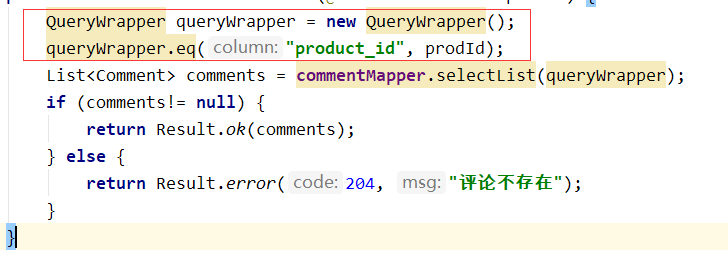 QueryWrapper queryWrapper = new QueryWrapper();
queryWrapper.eq( column: "product_id", prodId);
List<Comment> comments = commentMapper.selectList(queryWrapper);
if (comments!= null) {
return Result.ok(comments);
} else {
return Result.error( code: 204, msg: "评论不存在");
}
}